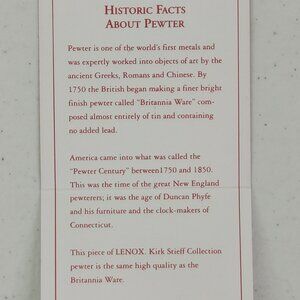 HISTORIC FACTS
ABOUT PEWTER
Pewter is one of the world's first metals and
was expertly worked into objects of art by the
ancient Greeks, Romans and Chinese. By
1750 the British began making a finer bright
finish pewter called "Britannia Ware" com-
posed almost entirely of tin and containing
no added lead.
America came into what was called the
"Pewter Century" between1750 and 1850.
This was the time of the great New England
pewterers; it was the age of Duncan Phyfe
and his furniture and the clock-makers of
Connecticut.
This piece of LENOX. Kirk Stieff Collection
pewter is the same high quality as the
Britannia Ware.